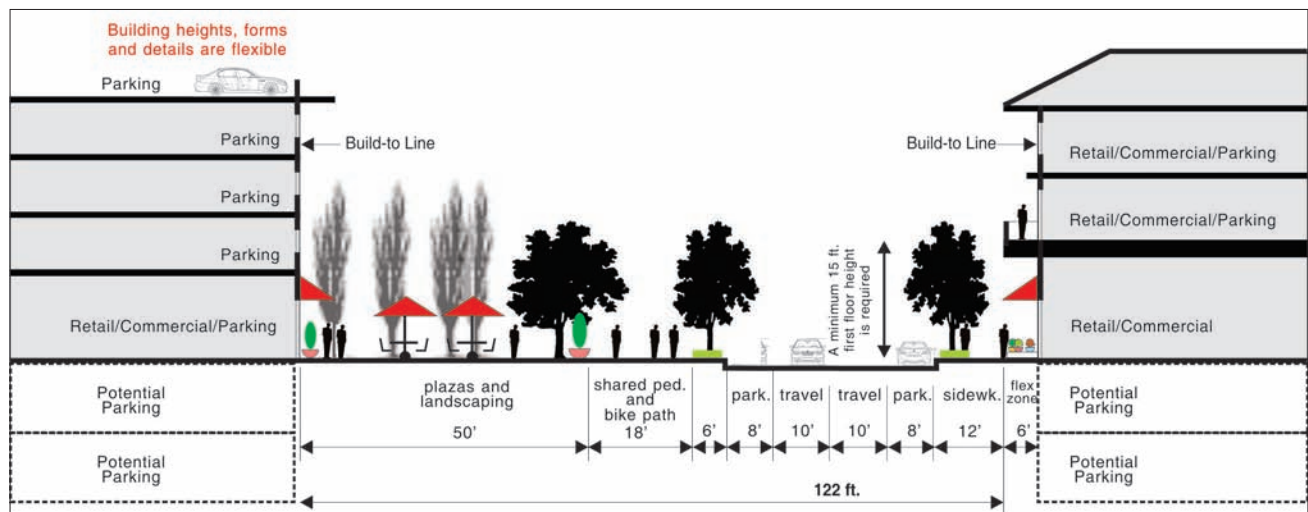 Building heights, forms
and details are flexible
Parking
Parking
Parking
Parking
Retail/Commercial/Parking
Build-to Line
Build-to Line
Retail/Commercial/Parking
Retail/Commercial/Parking
Retail/Commercial
A minimum 15 ft.
first floor height
is required
Potential
Parking
Potential
Parking
plazas and
landscaping
shared ped.
and
bike path
park.
travel
travel
park.
sidewk.
flex
zone
50'
18'
6'
8'
10'
10'
8'
12'
6'
122 ft.
Potential
Parking
Potential
Parking